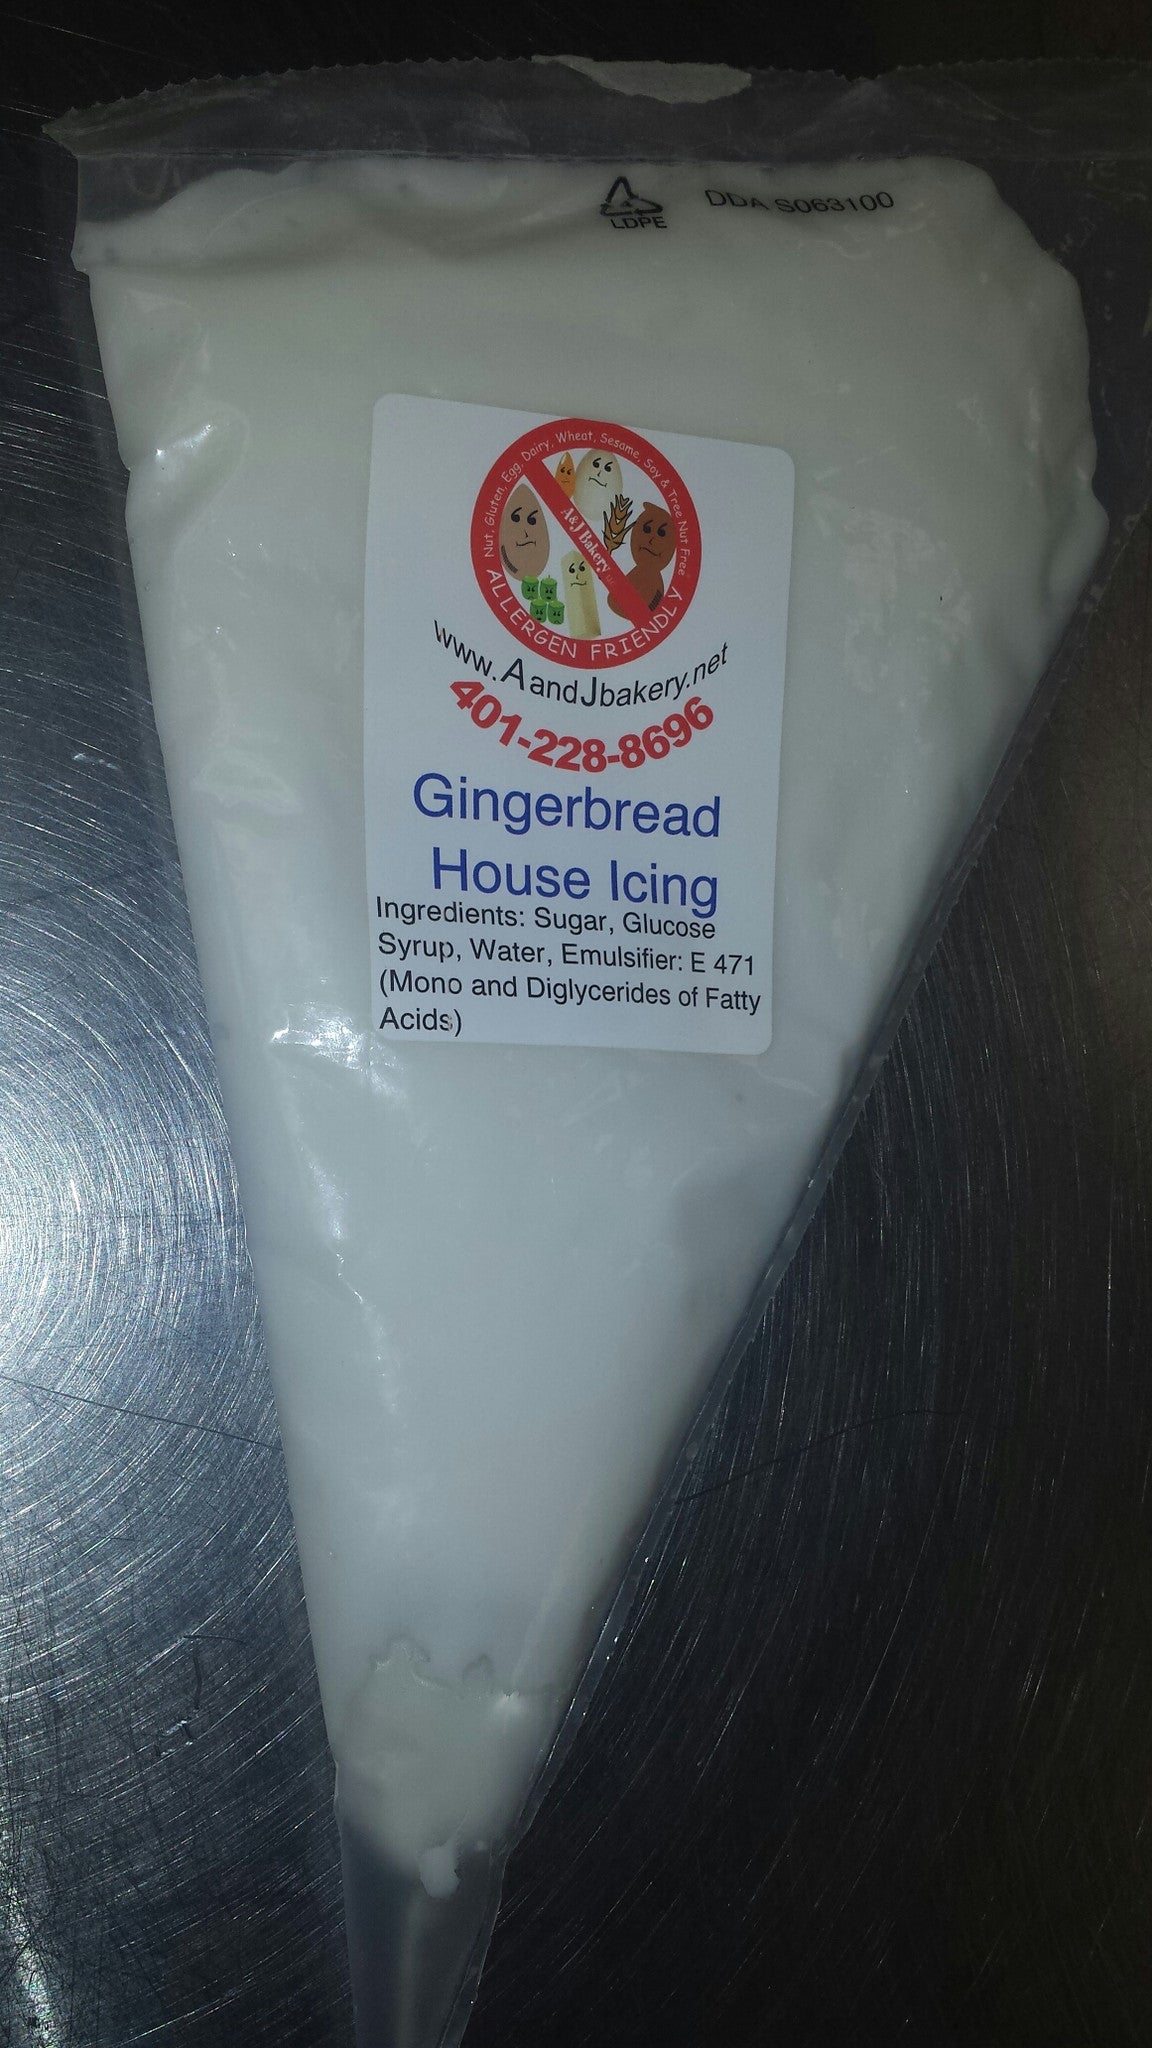 LDPE
DDA S063100
Nut, Gluten, Egg, Dairy, Wheat, Sesame, Soy & Tree Nut Free
A&J Bakery LLC
ALLERGEN FRIENDLY
www.AandJbakery.net
401-228-8696
Gingerbread
House Icing
Ingredients: Sugar, Glucose
Syrup, Water, Emulsifier: E 471
(Mono and Diglycerides of Fatty
Acids)